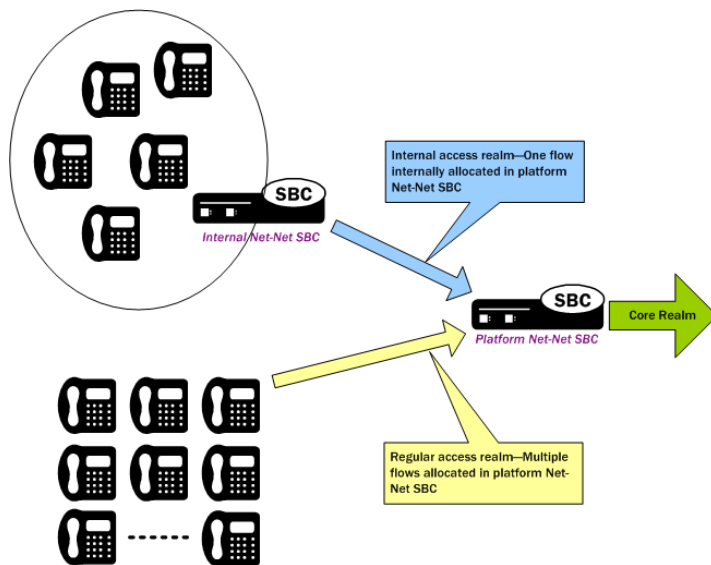 SBC
Internal Net-Net SBC
Internal access realm—One flow
internally allocated in platform
Net-Net SBC
SBC
Platform Net-Net SBC
Core Realm
Regular access realm—Multiple
flows allocated in platform Net-
Net SBC